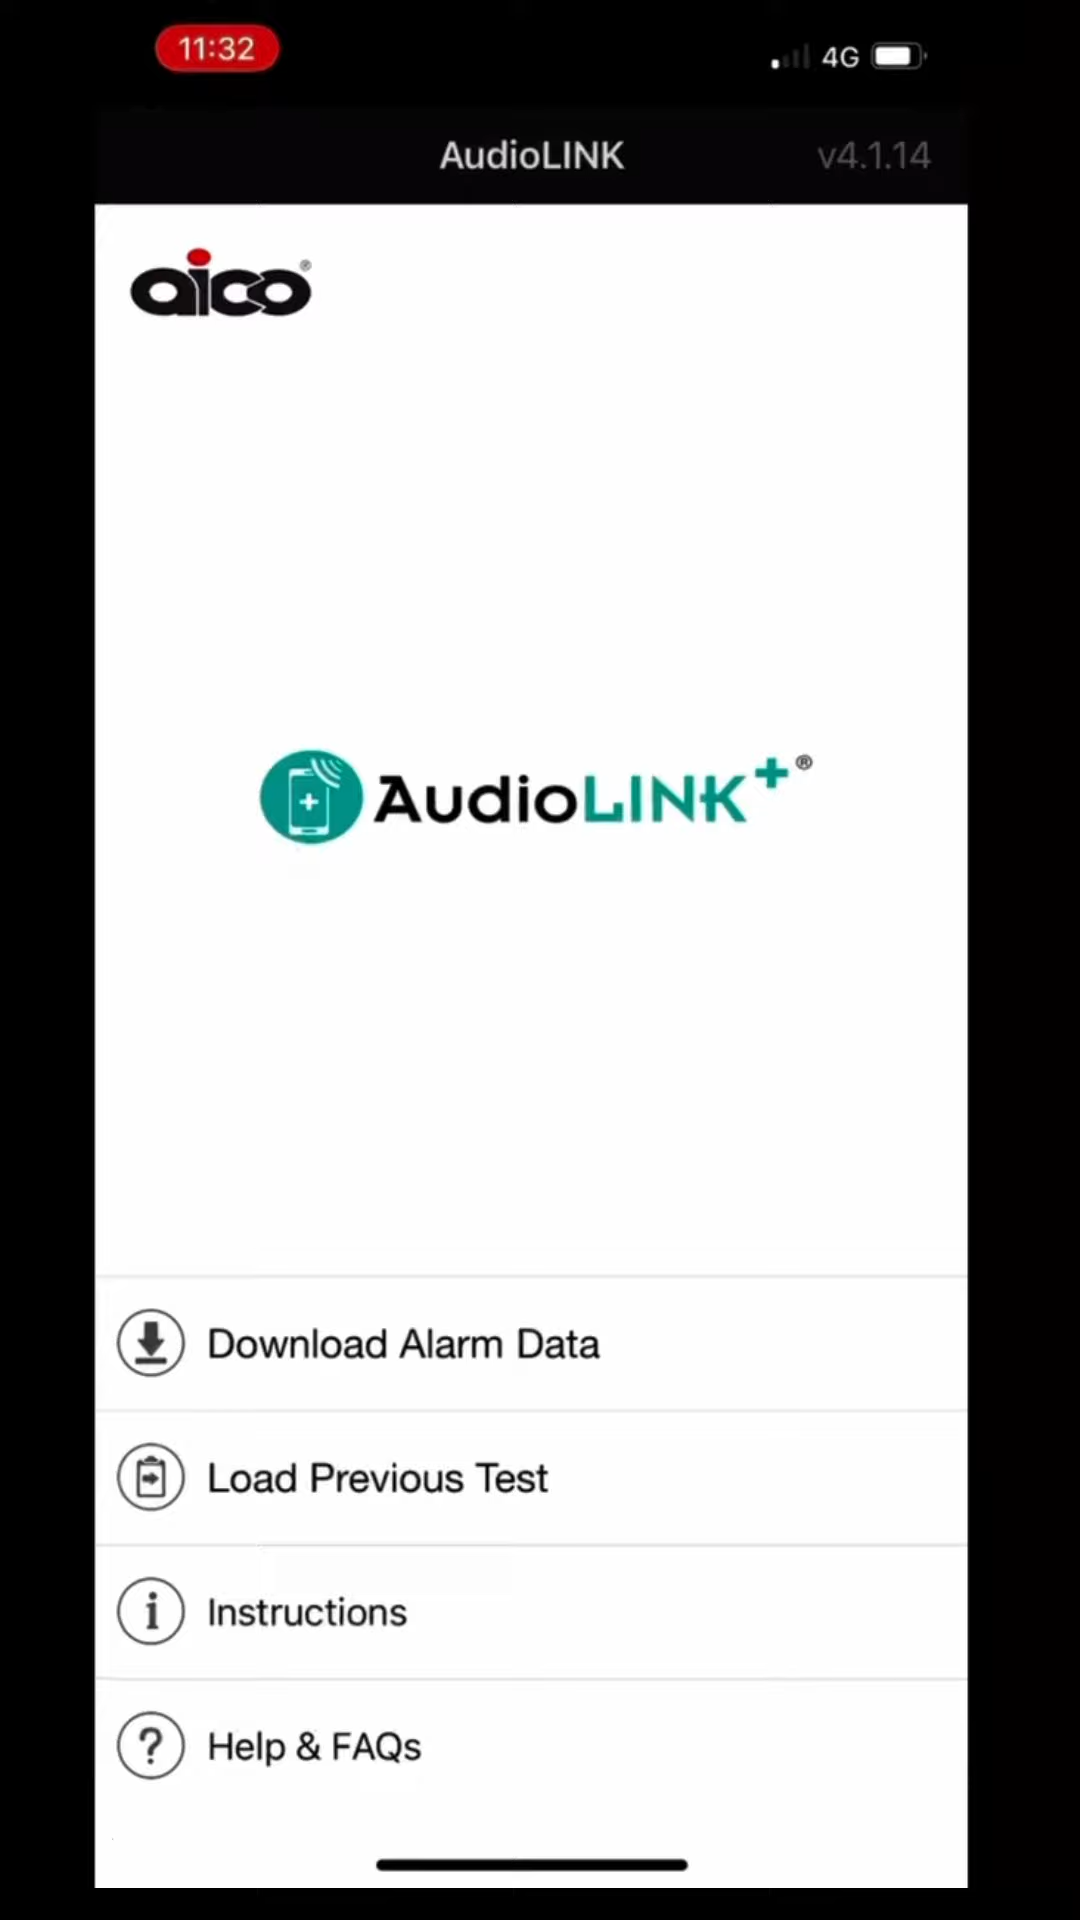 11:32
4G
AudioLINK
v4.1.14
aico®
AudioLINK+®
Download Alarm Data
Load Previous Test
Instructions
Help & FAQs